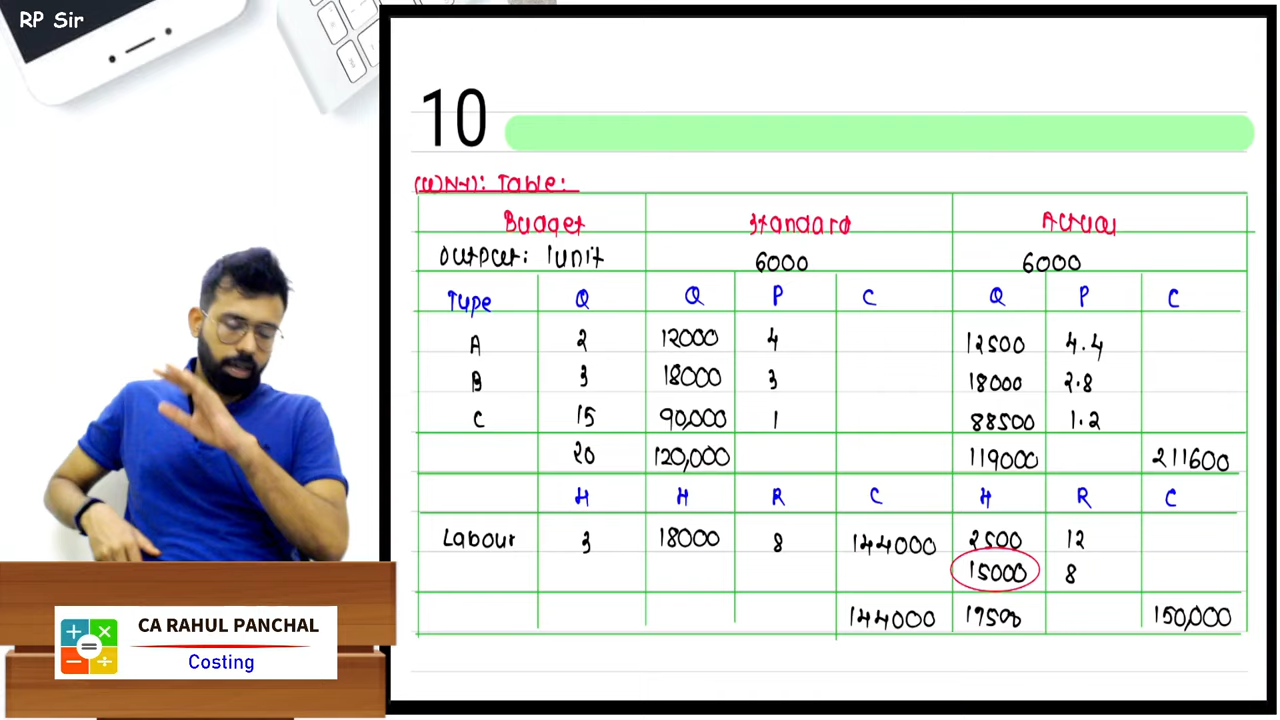 RP Sir
10
(W)N-1): Table:
Budget Standard Actual
Output: 1unit 6000 6000
Type Q Q P C Q P C
A 2 12000 4 12500 4.4
B 3 18000 3 18000 2.8
C 15 90,000 1 88500 1.2
20 120,000 119000 211600
H H R C H R C
Labour 3 18000 8 144000 2500 12
15000 8
144000 17500 150,000
CA RAHUL PANCHAL
Costing